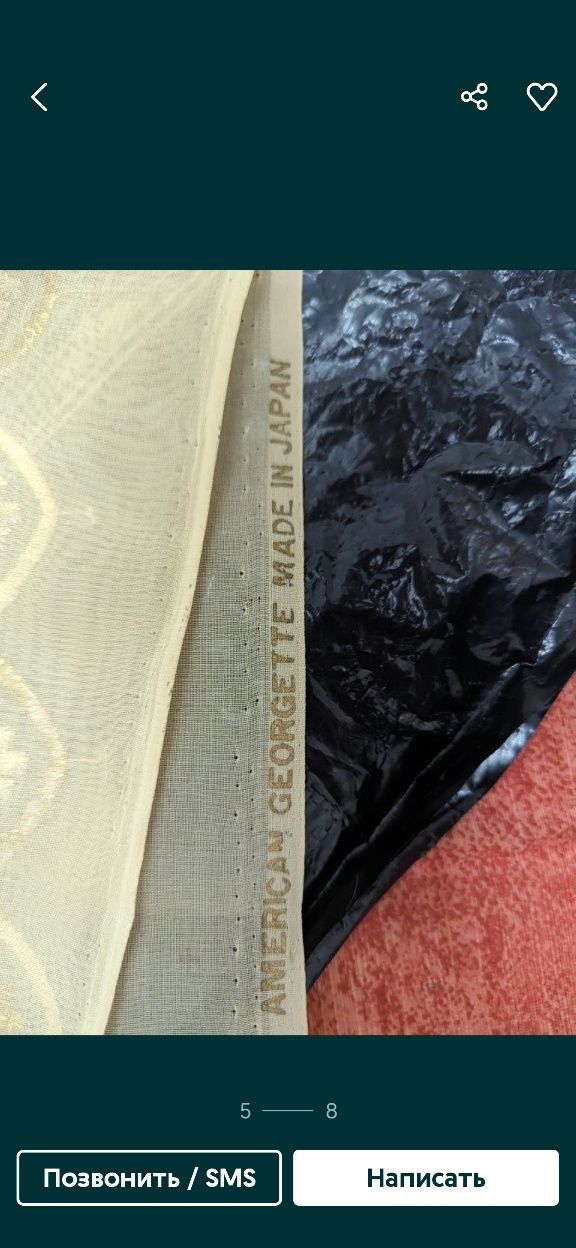 AMERICAN GEORGETTE MADE IN JAPAN
5 8
Позвонить / SMS
Написать